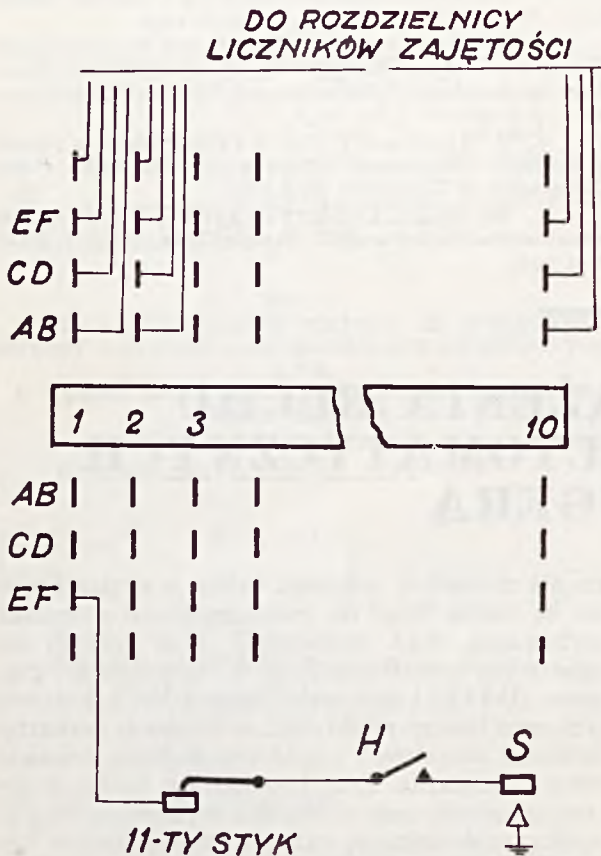 DO ROZDZIELNICY
LICZNIKÓW ZAJĘTOŚCI
EF
CD
AB
1 2 3 10
AB
CD
EF
H S
11-TY STYK